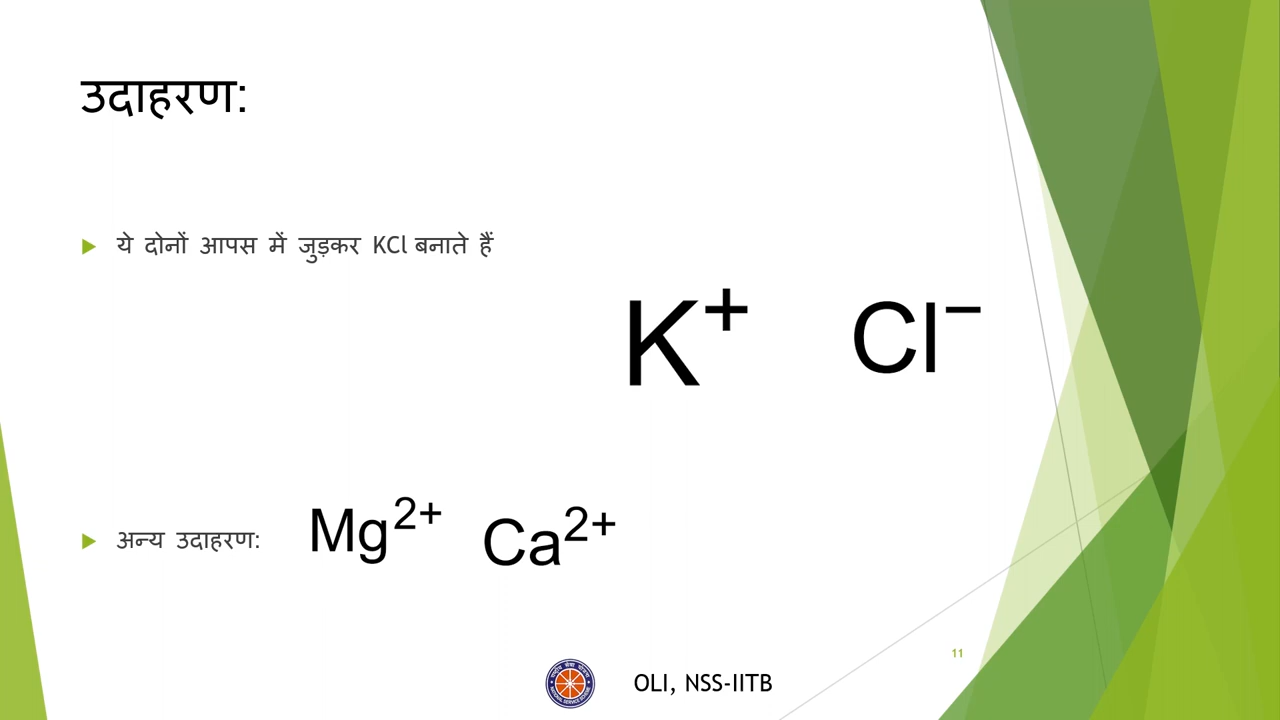 उदाहरण:
ये दोनों आपस में जुड़कर KCl बनाते हैं
K⁺ Cl⁻
अन्य उदाहरण: Mg²⁺ Ca²⁺
11
OLI, NSS-IITB